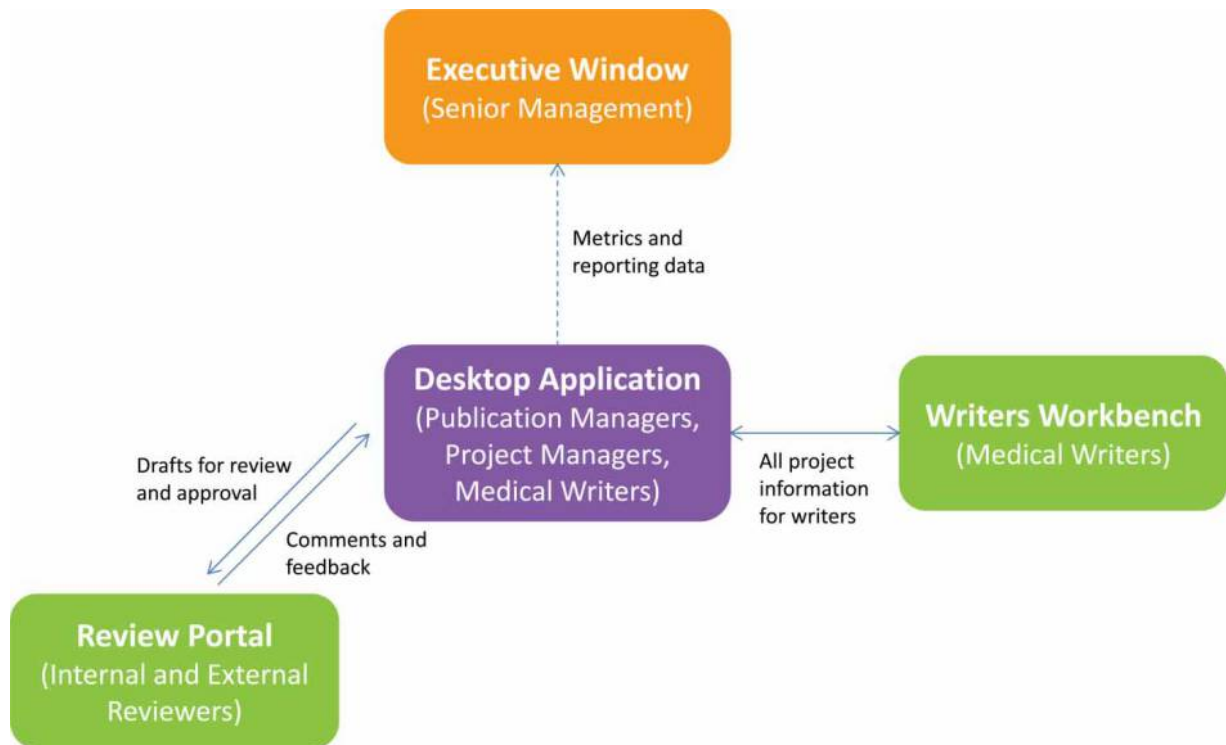 Executive Window
(Senior Management)
Metrics and
reporting data
Desktop Application
(Publication Managers,
Project Managers,
Medical Writers)
Writers Workbench
(Medical Writers)
All project
information
for writers
Drafts for review
and approval
Comments and
feedback
Review Portal
(Internal and External
Reviewers)